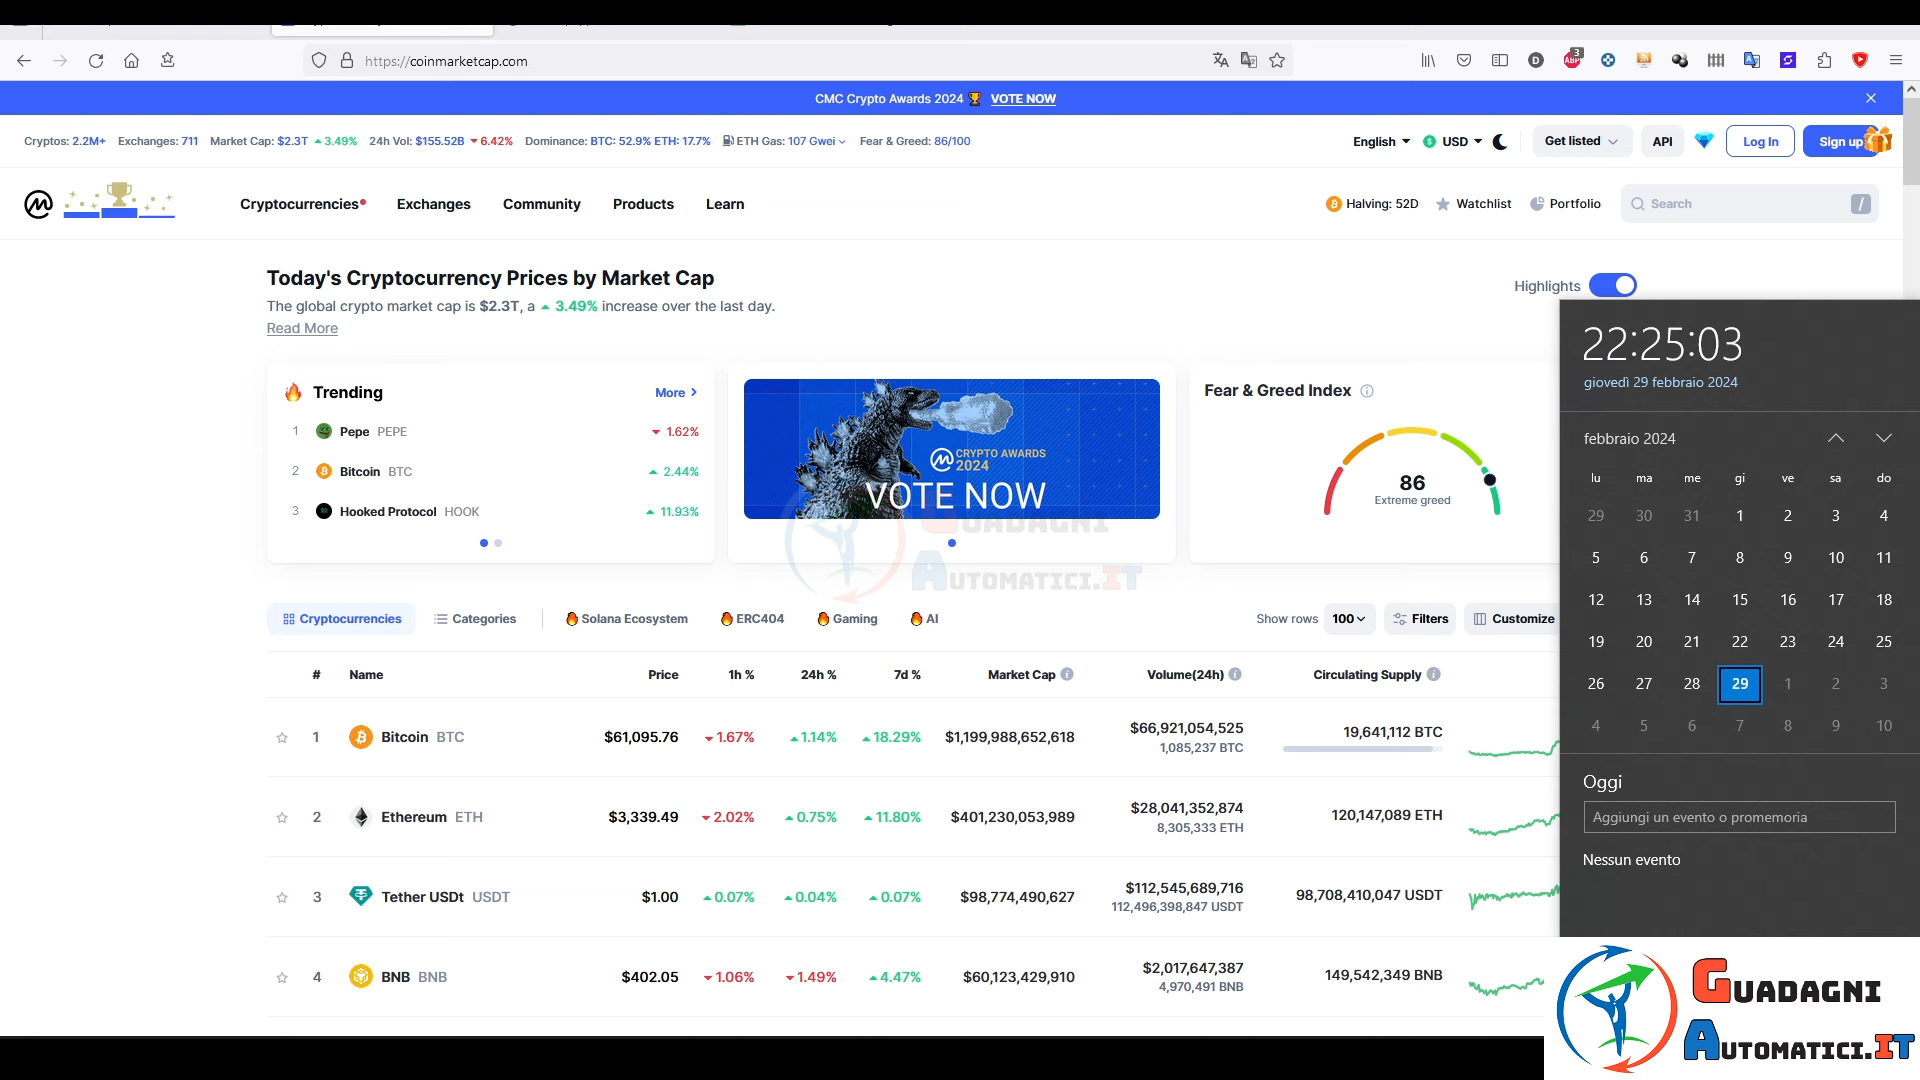 https://coinmarketcap.com
3
ABP
D
CMC Crypto Awards 2024 🏆 VOTE NOW
Cryptos: 2.2M+ Exchanges: 711 Market Cap: $2.3T 3.49% 24h Vol: $155.52B 6.42% Dominance: BTC: 52.9% ETH: 17.7% ETH Gas: 107 Gwei Fear & Greed: 86/100
English USD Get listed API Log In Sign up
Cryptocurrencies Exchanges Community Products Learn
Halving: 52D Watchlist Portfolio Search /
Today's Cryptocurrency Prices by Market Cap
The global crypto market cap is $2.3T, a 3.49% increase over the last day.
Read More
Highlights
Trending More
1 Pepe PEPE 1.62%
2 Bitcoin BTC 2.44%
3 Hooked Protocol HOOK 11.93%
CRYPTO AWARDS
2024
VOTE NOW
Fear & Greed Index
86
Extreme greed
GUADAGNI
AUTOMATICI.IT
Cryptocurrencies Categories Solana Ecosystem ERC404 Gaming AI Show rows 100 Filters Customize
# Name Price 1h % 24h % 7d % Market Cap Volume(24h) Circulating Supply
1 Bitcoin BTC $61,095.76 1.67% 1.14% 18.29% $1,199,988,652,618 $66,921,054,525 19,641,112 BTC
1,085,237 BTC
2 Ethereum ETH $3,339.49 2.02% 0.75% 11.80% $401,230,053,989 $28,041,352,874 120,147,089 ETH
8,305,333 ETH
3 Tether USDt USDT $1.00 0.07% 0.04% 0.07% $98,774,490,627 $112,545,689,716 98,708,410,047 USDT
112,496,398,847 USDT
4 BNB BNB $402.05 1.06% 1.49% 4.47% $60,123,429,910 $2,017,647,387 149,542,349 BNB
4,970,491 BNB
22:25:03
giovedì 29 febbraio 2024
febbraio 2024
lu ma me gi ve sa do
29 30 31 1 2 3 4
5 6 7 8 9 10 11
12 13 14 15 16 17 18
19 20 21 22 23 24 25
26 27 28 29 1 2 3
4 5 6 7 8 9 10
Oggi
Aggiungi un evento o promemoria
Nessun evento
GUADAGNI
AUTOMATICI.IT